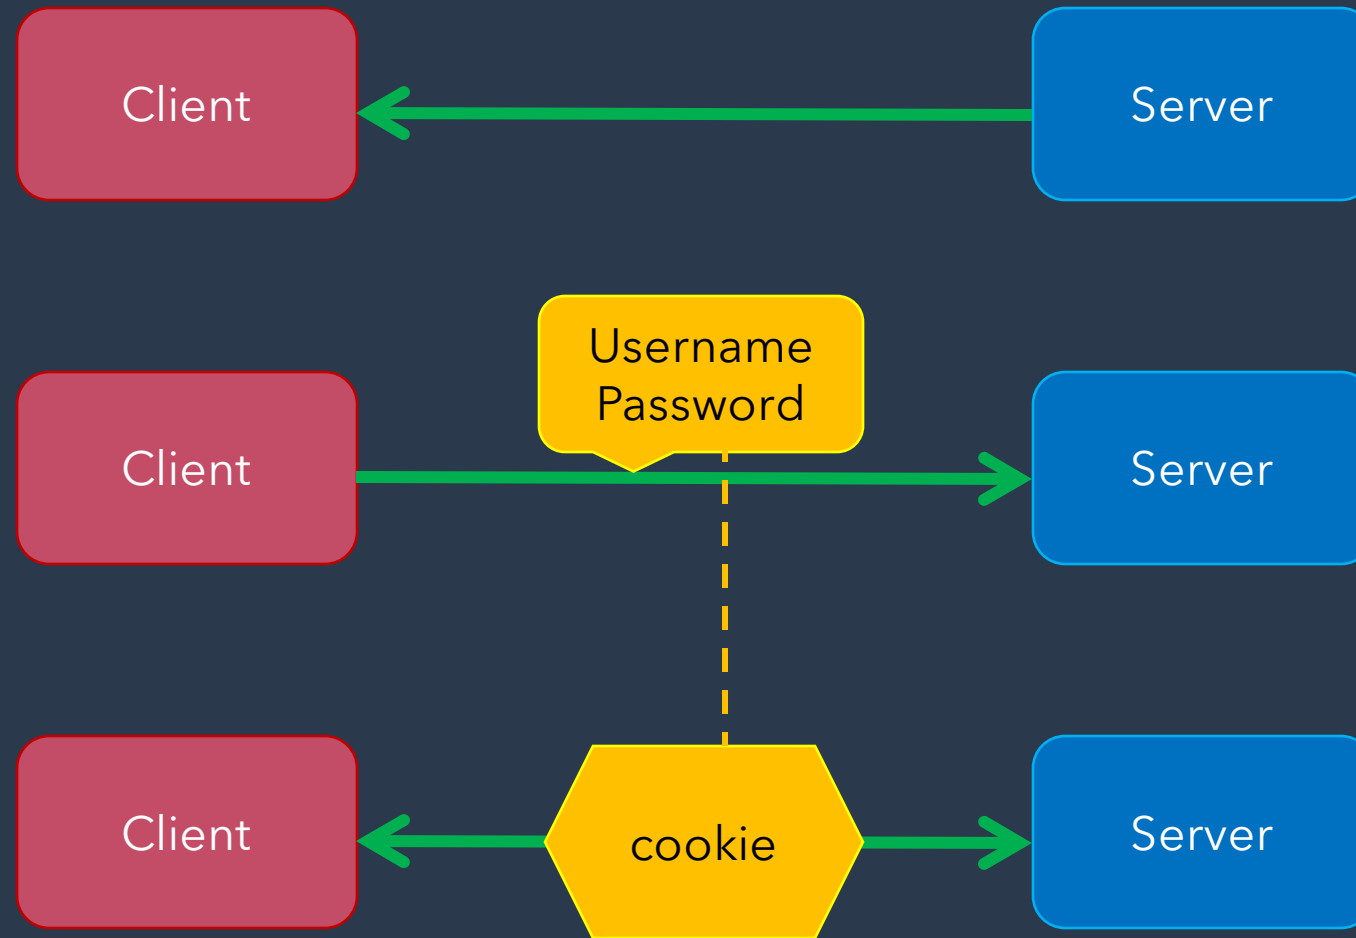 Client
Server
Username
Password
Client
Server
Client
cookie
Server